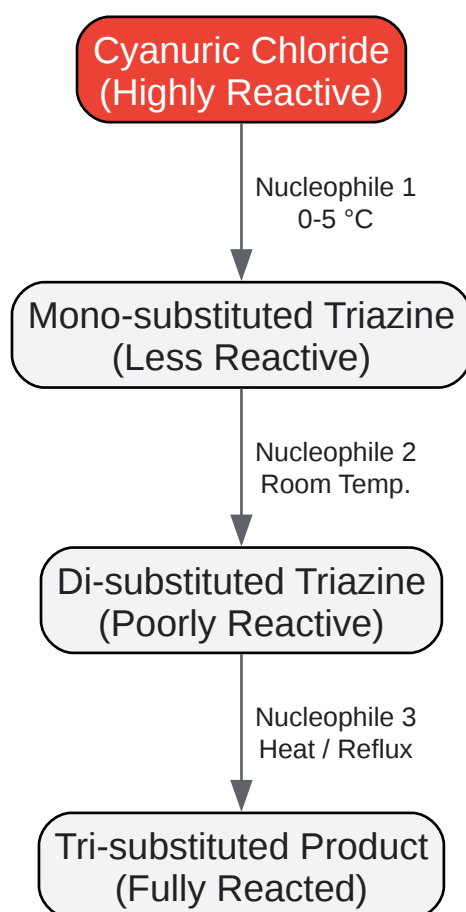 Cyanuric Chloride
(Highly Reactive)
Nucleophile 1
0-5 °C
Mono-substituted Triazine
(Less Reactive)
Nucleophile 2
Room Temp.
Di-substituted Triazine
(Poorly Reactive)
Nucleophile 3
Heat / Reflux
Tri-substituted Product
(Fully Reacted)